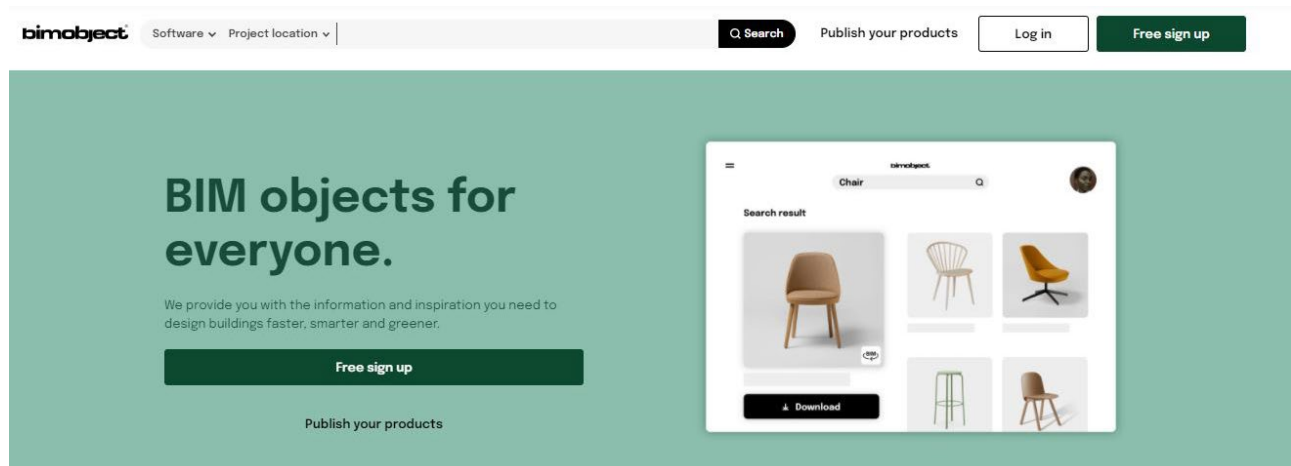 bimobject Software Project location Search Publish your products Log in Free sign up
BIM objects for
everyone.
We provide you with the information and inspiration you need to
design buildings faster, smarter and greener.
Free sign up
Publish your products
bimobject.
Chair
Search result
BIM
Download